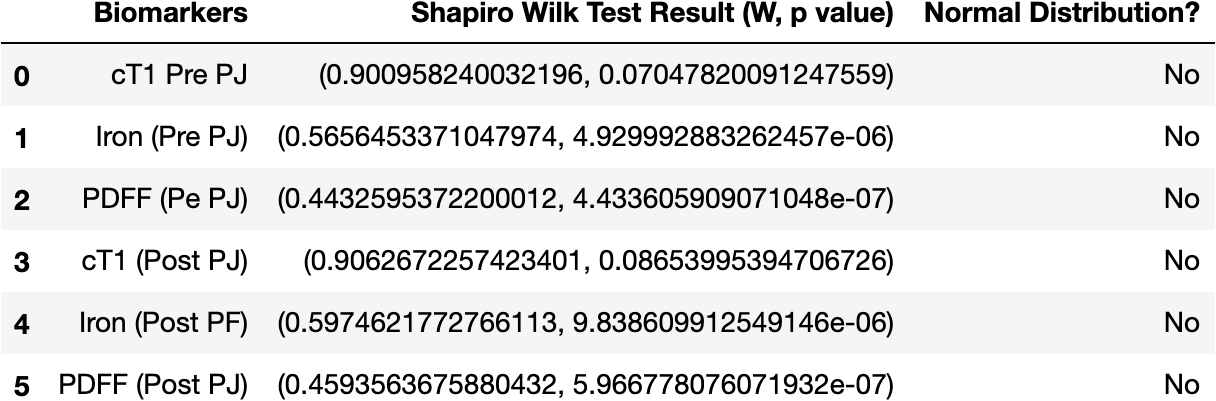 Biomarkers Shapiro Wilk Test Result (W, p value) Normal Distribution?
0 cT1 Pre PJ (0.900958240032196, 0.07047820091247559) No
1 Iron (Pre PJ) (0.5656453371047974, 4.929992883262457e-06) No
2 PDFF (Pe PJ) (0.4432595372200012, 4.433605909071048e-07) No
3 cT1 (Post PJ) (0.9062672257423401, 0.08653995394706726) No
4 Iron (Post PF) (0.5974621772766113, 9.838609912549146e-06) No
5 PDFF (Post PJ) (0.4593563675880432, 5.966778076071932e-07) No